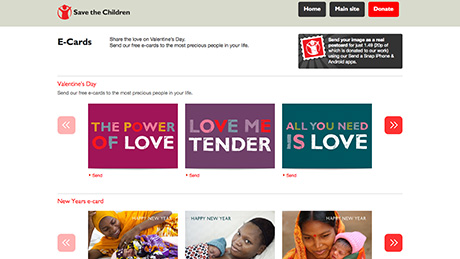 Save the Children
Home
Main site
Donate
E-Cards
Share the love on Valentine's Day.
Send our free e-cards to the most precious people in your life.
Send your image as a real
postcard for just 1.49 (20p of
which is donated to our work)
using our Send a Snap iPhone &
Android apps.
Valentine's Day
Send our free e-cards to the most precious people in your life.
THE POWER
OF LOVE
LOVE ME
TENDER
ALL YOU NEED
IS LOVE
Send
Send
Send
New Years e-card
HAPPY NEW YEAR
HAPPY NEW YEAR
HAPPY NEW YEAR